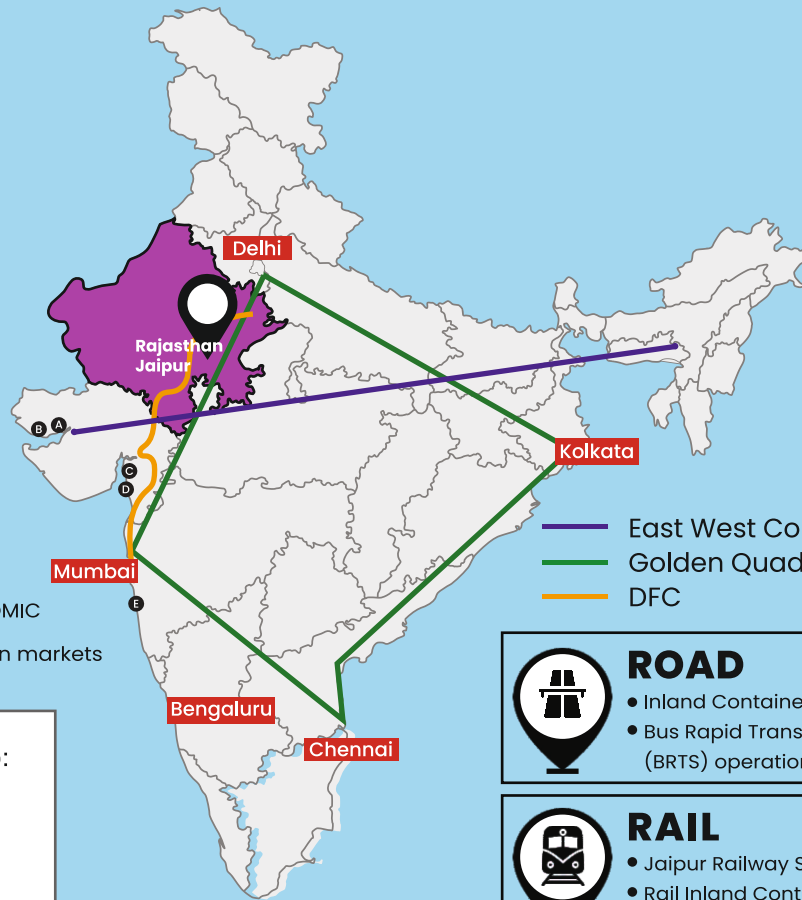 Delhi
Rajasthan
Jaipur
B
A
C
D
Kolkata
East West Co
Golden Quad
Mumbai
DFC
E
OMIC
n markets
ROAD
Inland Containe
Bengaluru
Bus Rapid Trans
(BRTS) operation
Chennai
:
RAIL
Jaipur Railway S
Rail Inland Cont